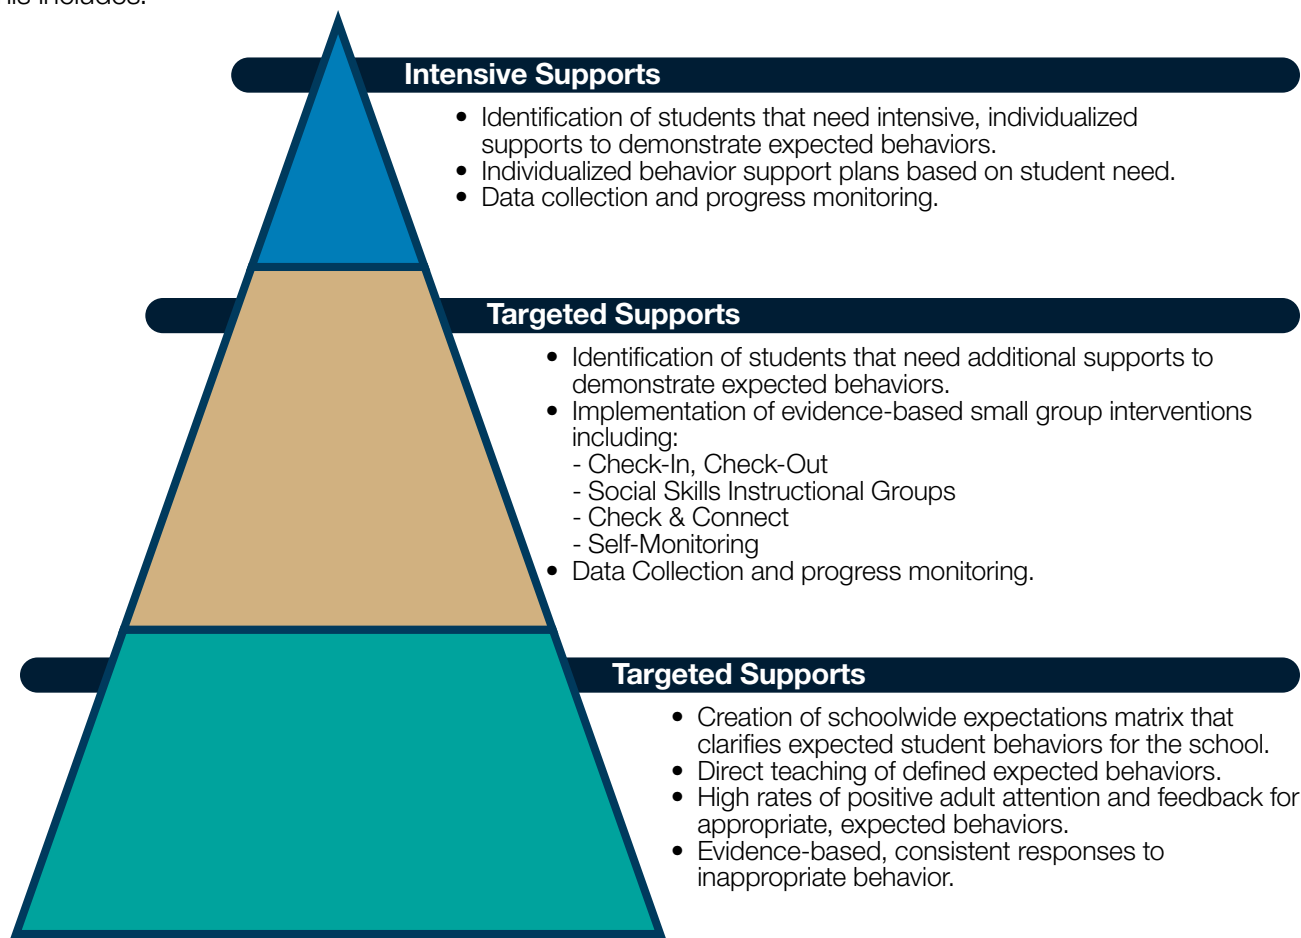 his includes:
Intensive Supports
• Identification of students that need intensive, individualized
supports to demonstrate expected behaviors.
• Individualized behavior support plans based on student need.
• Data collection and progress monitoring.
Targeted Supports
• Identification of students that need additional supports to
demonstrate expected behaviors.
• Implementation of evidence-based small group interventions
including:
- Check-In, Check-Out
- Social Skills Instructional Groups
- Check & Connect
- Self-Monitoring
• Data Collection and progress monitoring.
Targeted Supports
• Creation of schoolwide expectations matrix that
clarifies expected student behaviors for the school.
• Direct teaching of defined expected behaviors.
• High rates of positive adult attention and feedback for
appropriate, expected behaviors.
• Evidence-based, consistent responses to
inappropriate behavior.